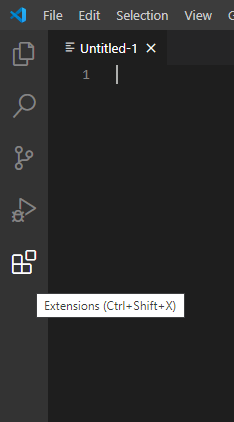 File Edit Selection View G
Untitled-1
1
Extensions (Ctrl+Shift+X)